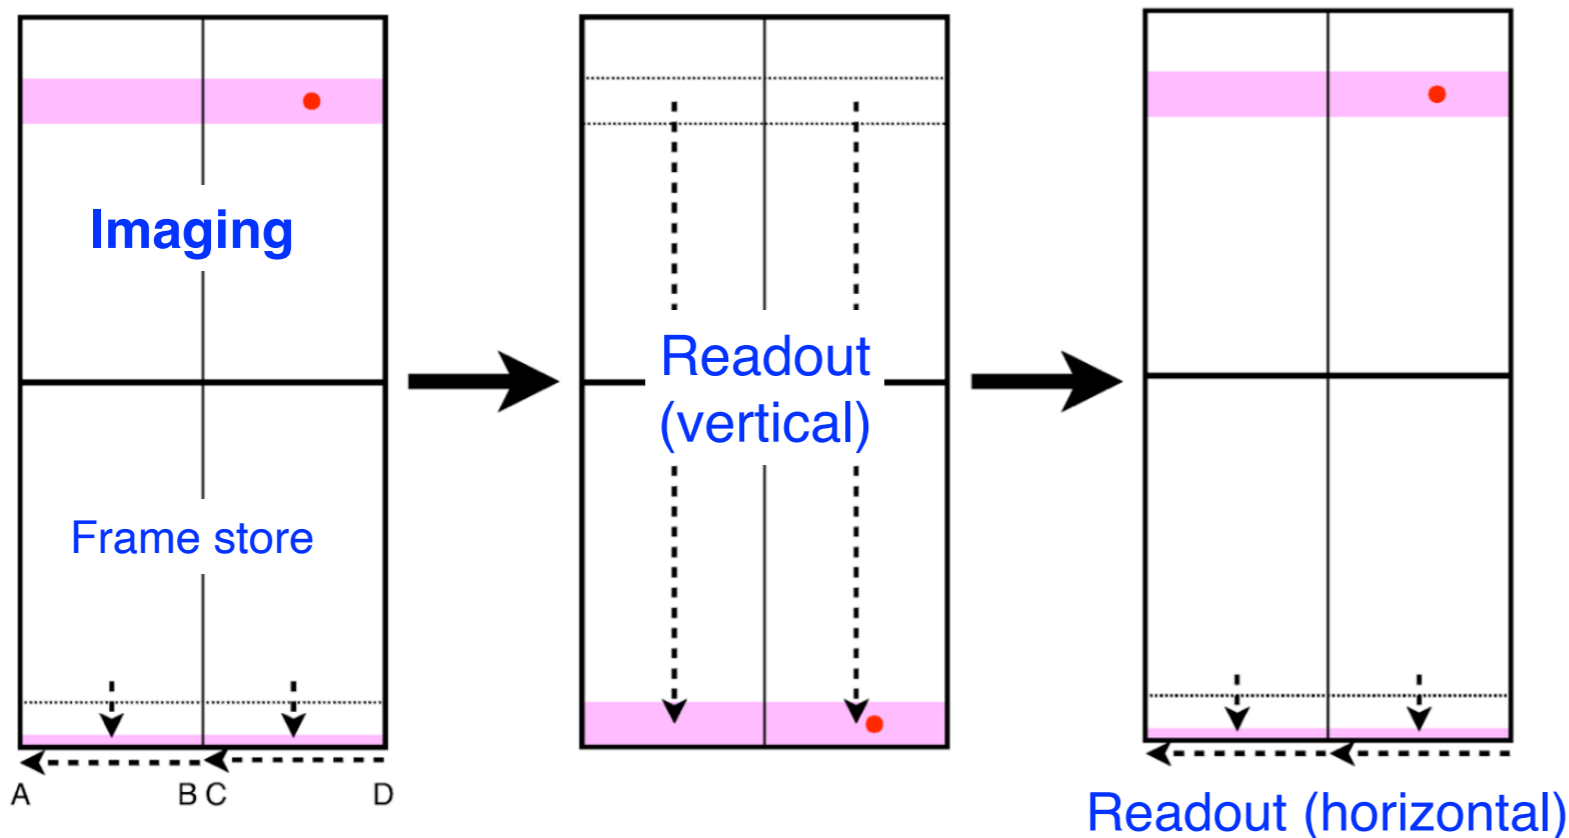 Imaging
Frame store
A B C D
Readout
(vertical)
Readout (horizontal)